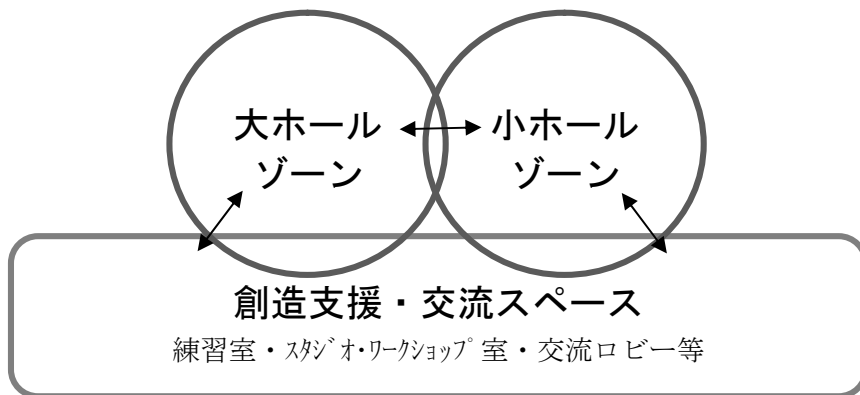 大ホール
ゾーン
小ホール
ゾーン
創造支援・交流スペース
練習室・ｽﾀｼﾞｵ･ﾜｰｸｼｮｯﾌﾟ室・交流ロビー等